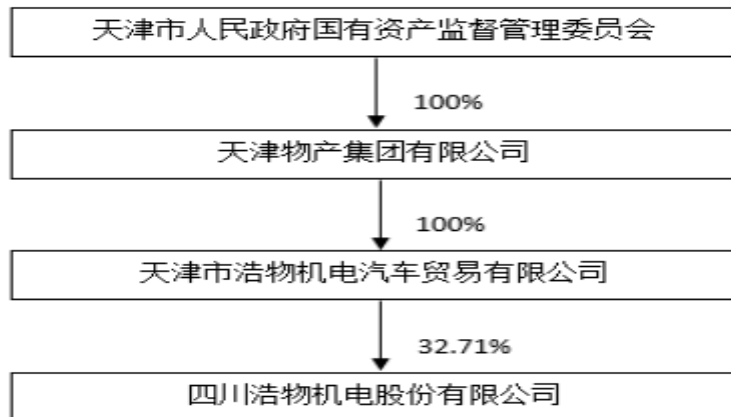 天津市人民政府国有资产监督管理委员会
100%
天津物产集团有限公司
100%
天津市浩物机电汽车贸易有限公司
32.71%
四川浩物机电股份有限公司